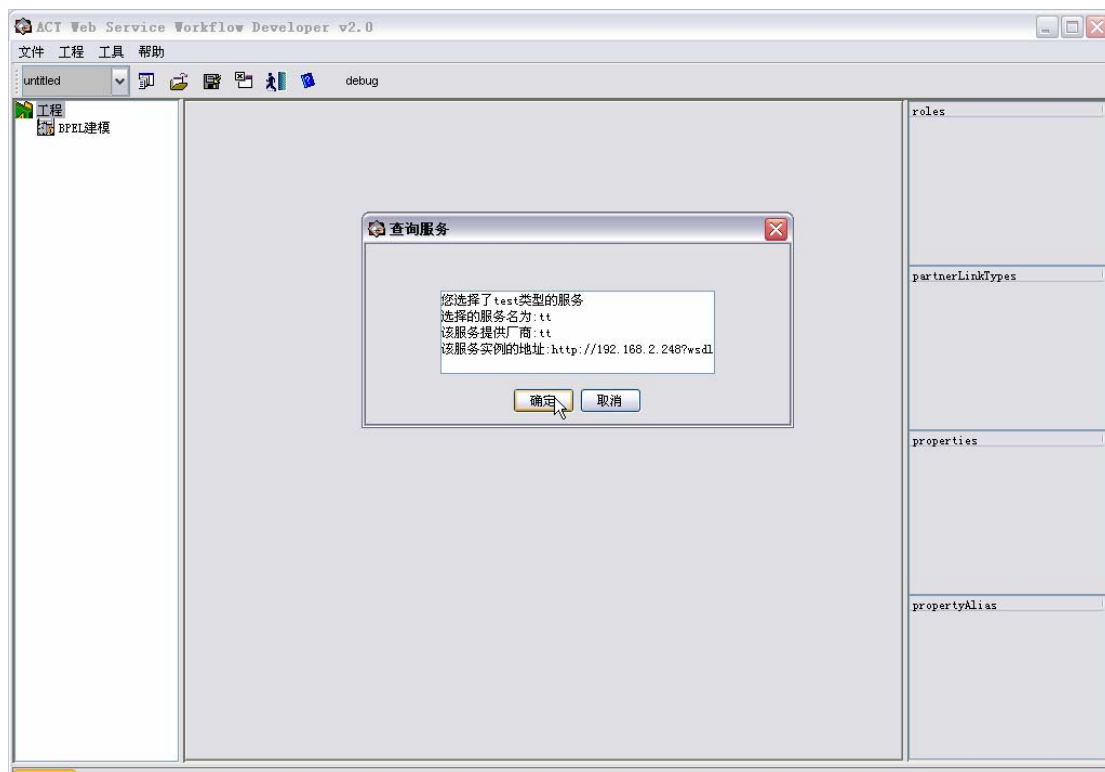 ACT Web Service Workflow Developer v2.0
文件 工程 工具 帮助
untitled debug
工程
BPEL建模
roles
查询服务
您选择了test类型的服务
选择的服务名为:tt
该服务提供厂商:tt
该服务实例的地址:http://192.168.2.248?wsdl
确定 取消
partnerLinkTypes
properties
propertyAlias